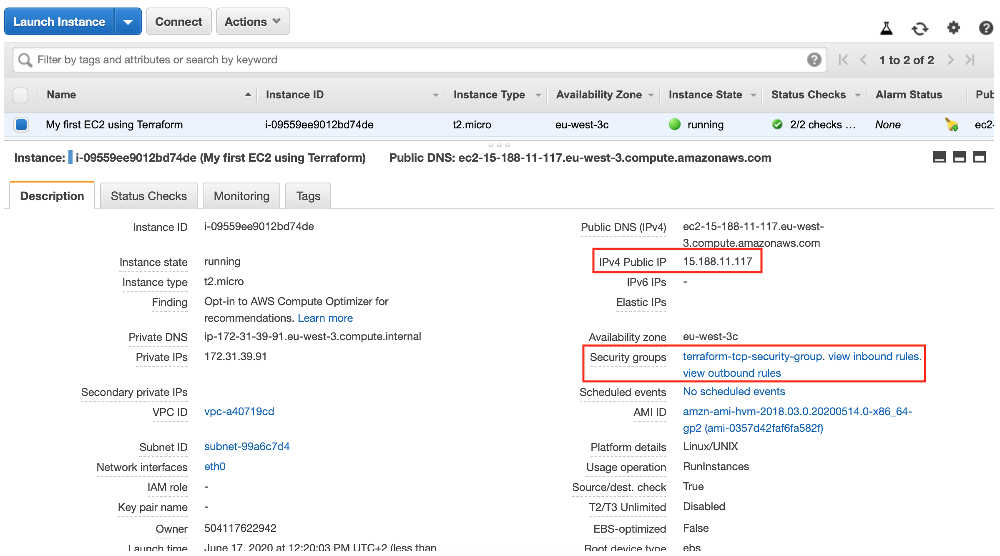 Launch Instance Connect Actions
Filter by tags and attributes or search by keyword 1 to 2 of 2
Name Instance ID Instance Type Availability Zone Instance State Status Checks Alarm Status Pub
My first EC2 using Terraform i-09559ee9012bd74de t2.micro eu-west-3c running 2/2 checks ... None ec2-
Instance: i-09559ee9012bd74de (My first EC2 using Terraform) Public DNS: ec2-15-188-11-117.eu-west-3.compute.amazonaws.com
Description Status Checks Monitoring Tags
Instance ID i-09559ee9012bd74de Public DNS (IPv4) ec2-15-188-11-117.eu-west-
3.compute.amazonaws.com
Instance state running IPv4 Public IP 15.188.11.117
Instance type t2.micro IPv6 IPs -
Finding Opt-in to AWS Compute Optimizer for Elastic IPs
recommendations. Learn more
Private DNS ip-172-31-39-91.eu-west-3.compute.internal Availability zone eu-west-3c
Private IPs 172.31.39.91 Security groups terraform-tcp-security-group. view inbound rules.
view outbound rules
Secondary private IPs Scheduled events No scheduled events
VPC ID vpc-a40719cd AMI ID amzn-ami-hvm-2018.03.0.20200514.0-x86_64-
gp2 (ami-0357d42faf6fa582f)
Subnet ID subnet-99a6c7d4 Platform details Linux/UNIX
Network interfaces eth0 Usage operation RunInstances
IAM role - Source/dest. check True
Key pair name - T2/T3 Unlimited Disabled
Owner 504117622942 EBS-optimized False
Launch time June 17, 2020 at 12:20:03 PM UTC+2 (less than Root device type ebs